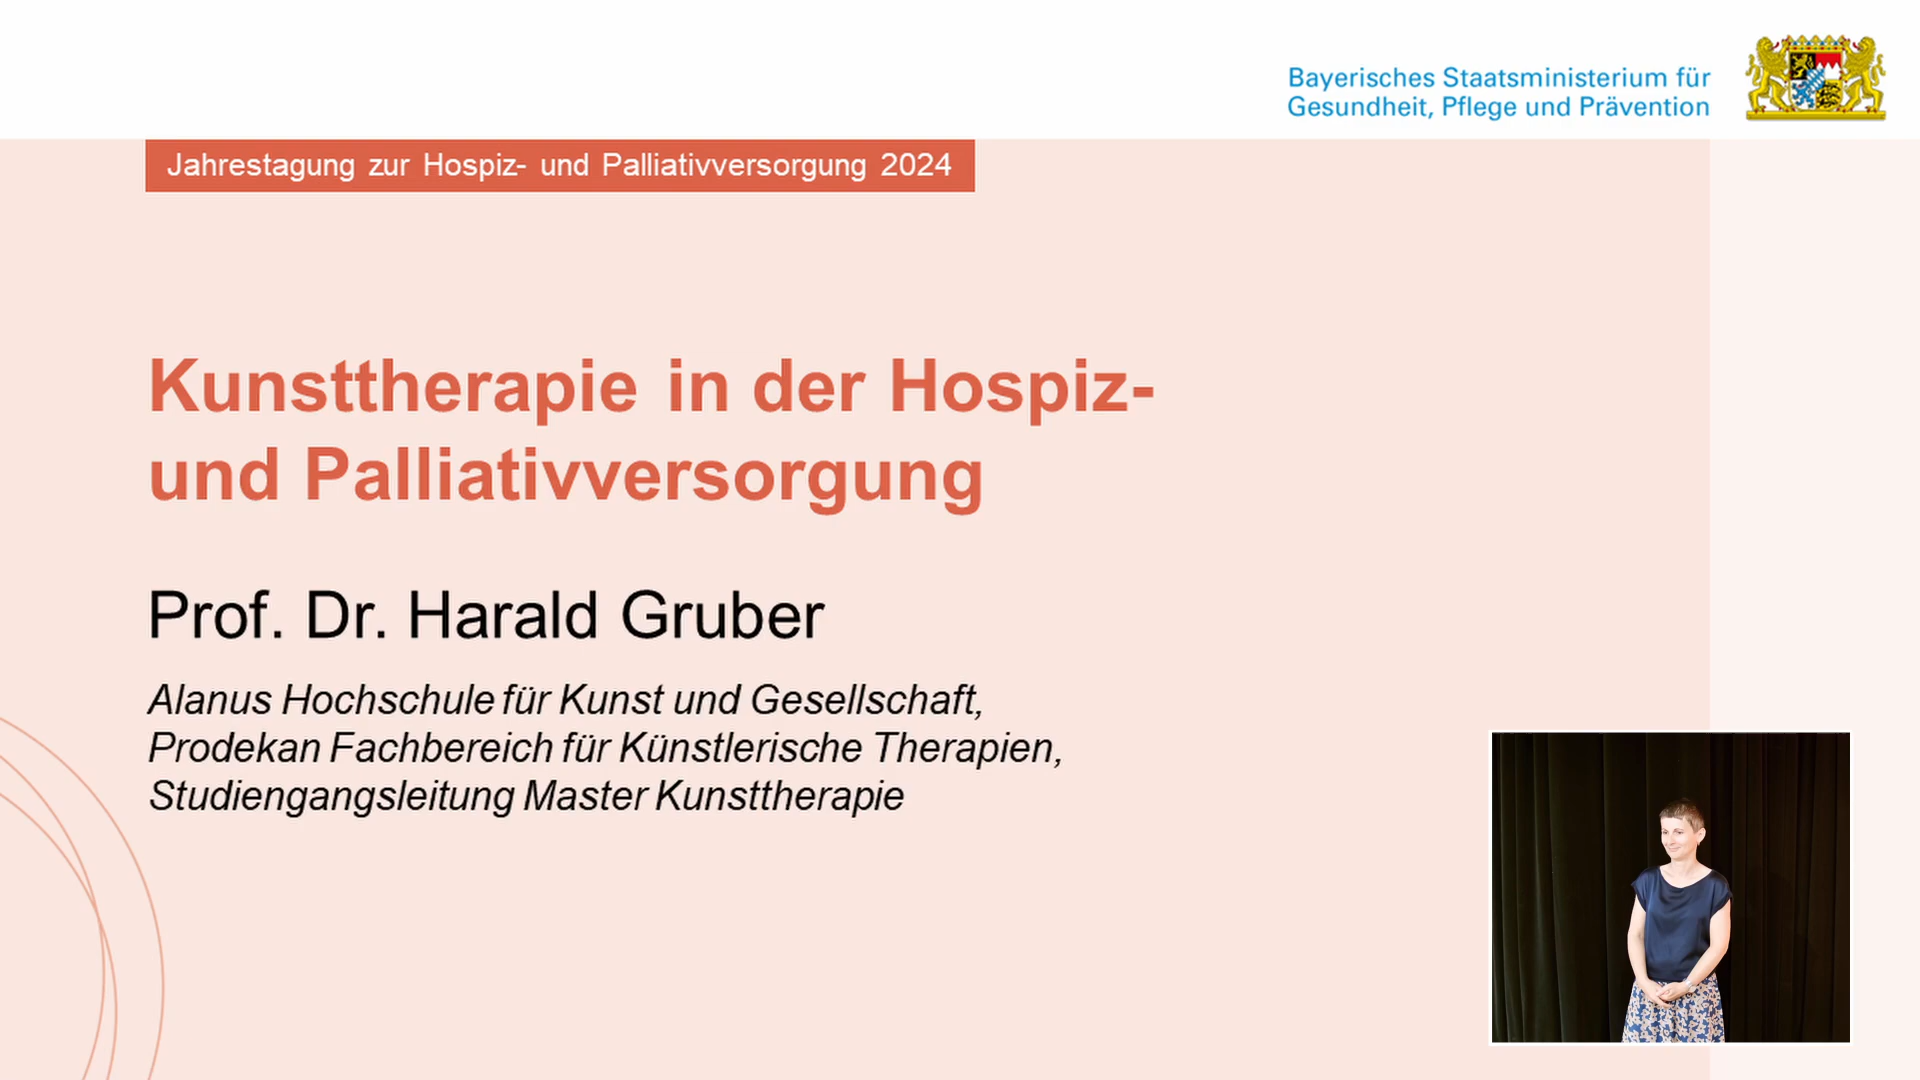 Bayerisches Staatsministerium für
Gesundheit, Pflege und Prävention
Jahrestagung zur Hospiz- und Palliativversorgung 2024
Kunsttherapie in der Hospiz-
und Palliativversorgung
Prof. Dr. Harald Gruber
Alanus Hochschule für Kunst und Gesellschaft,
Prodekan Fachbereich für Künstlerische Therapien,
Studiengangsleitung Master Kunsttherapie